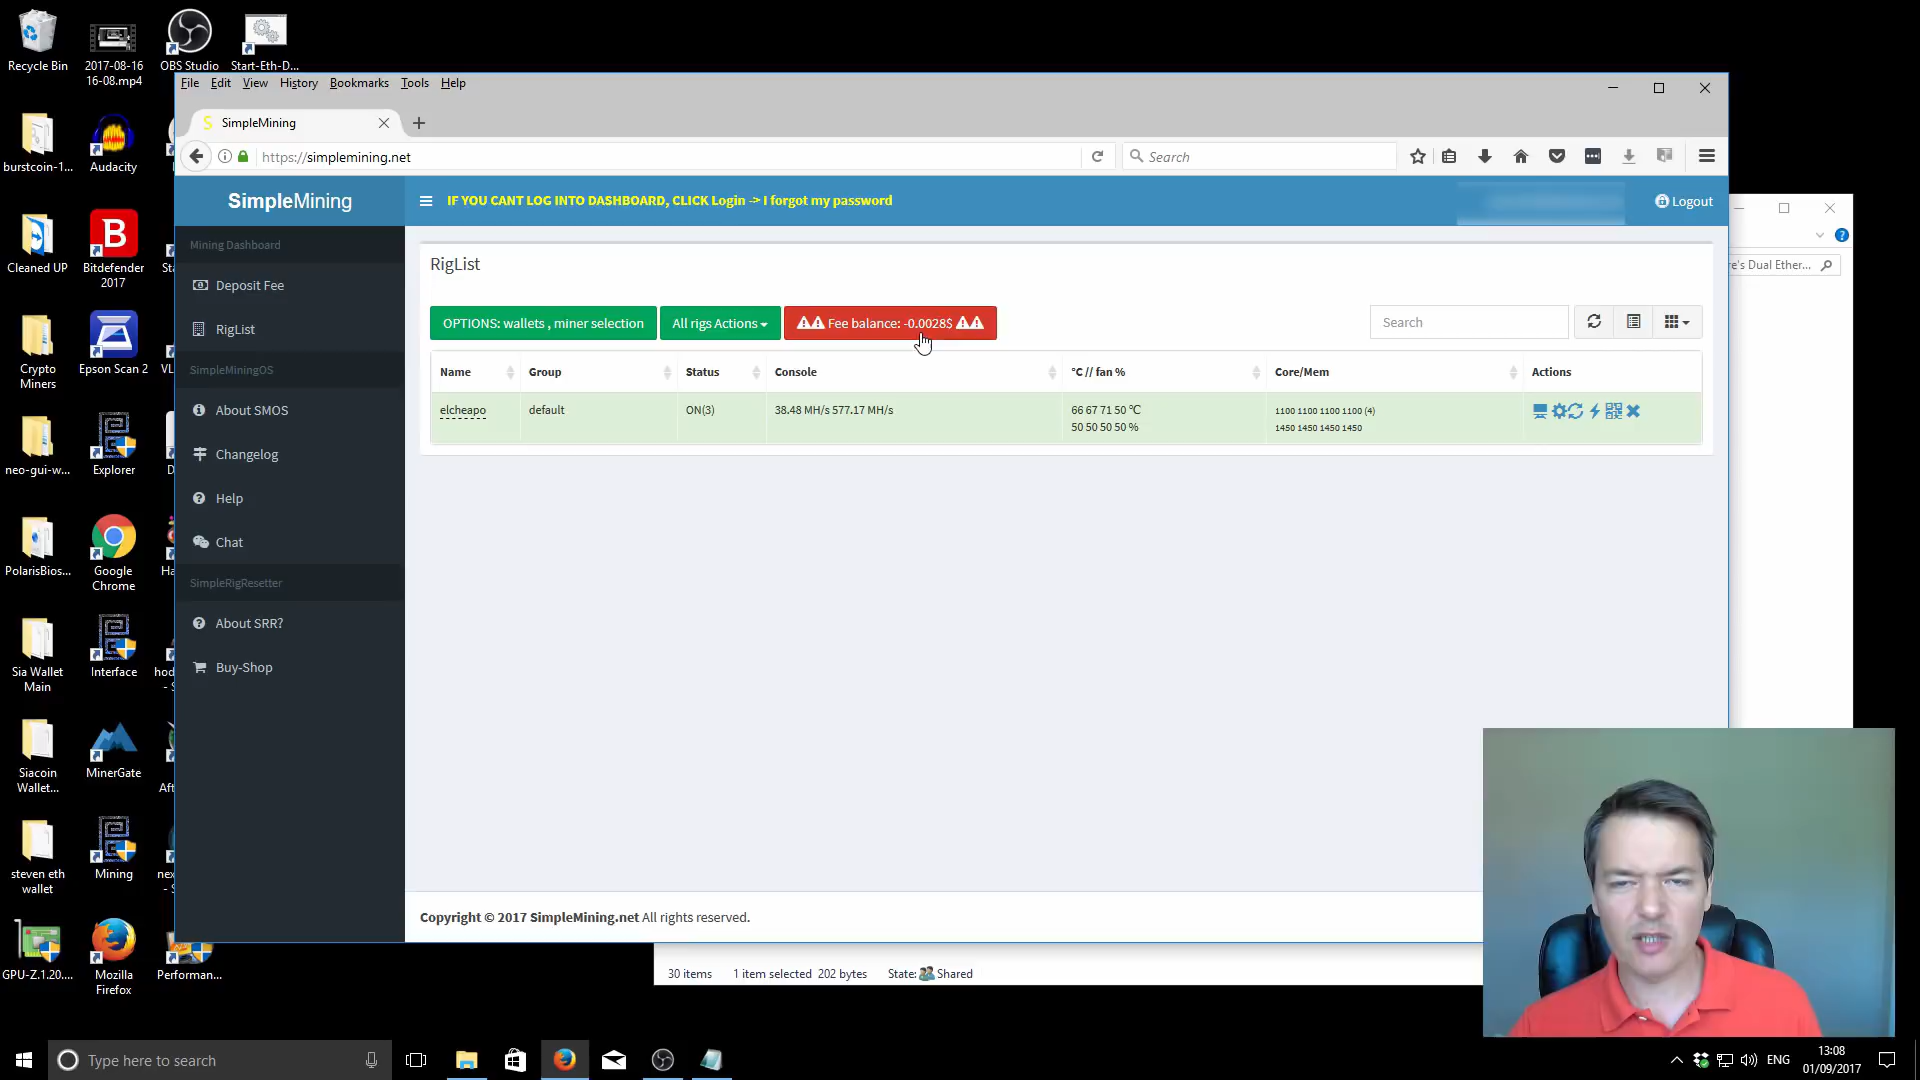 Recycle Bin
2017-08-16
16-08.mp4
OBS Studio
Start-Eth-D...
burstcoin-1...
Audacity
Cleaned UP
Bitdefender
2017
Crypto
Miners
Epson Scan 2
neo-gui-w...
Explorer
PolarisBios...
Google
Chrome
Sia Wallet
Main
Interface
Siacoin
Wallet...
MinerGate
steven eth
wallet
Mining
GPU-Z.1.20....
Mozilla
Firefox
Performan...
File Edit View History Bookmarks Tools Help
SimpleMining
https://simplemining.net
Search
SimpleMining
IF YOU CANT LOG INTO DASHBOARD, CLICK Login -> I forgot my password
Logout
Mining Dashboard
Deposit Fee
RigList
SimpleMiningOS
About SMOS
Changelog
Help
Chat
SimpleRigResetter
About SRR?
Buy-Shop
RigList
OPTIONS: wallets , miner selection
All rigs Actions
Fee balance: -0.0028$
Search
Name Group Status Console °C // fan % Core/Mem Actions
elcheapo default ON(3) 38.48 MH/s 577.17 MH/s 66 67 71 50 °C 1100 1100 1100 1100 (4)
50 50 50 50 % 1450 1450 1450 1450
Copyright © 2017 SimpleMining.net All rights reserved.
re's Dual Ether...
30 items 1 item selected 202 bytes State: Shared
Type here to search
ENG
13:08
01/09/2017